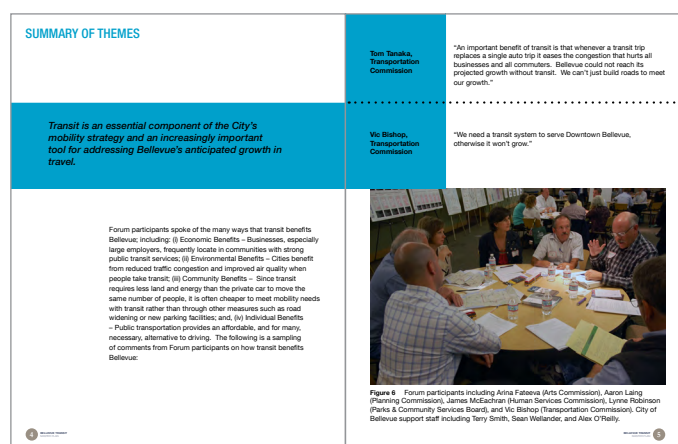 SUMMARY OF THEMES
Transit is an essential component of the City's
mobility strategy and an increasingly important
tool for addressing Bellevue's anticipated growth in
travel.
Forum participants spoke of the many ways that transit benefits
Bellevue; including: (i) Economic Benefits – Businesses, especially
large employers, frequently locate in communities with strong
public transit services; (ii) Environmental Benefits – Cities benefit
from reduced traffic congestion and improved air quality when
people take transit; (iii) Community Benefits – Since transit
requires less land and energy than the private car to move the
same number of people, it is often cheaper to meet mobility needs
with transit rather than through other measures such as road
widening or new parking facilities; and, (iv) Individual Benefits
– Public transportation provides an affordable, and for many,
necessary, alternative to driving. The following is a sampling
of comments from Forum participants on how transit benefits
Bellevue:
4
BELLEVUE TRANSIT
Tom Tanaka,
Transportation
Commission
"An important benefit of transit is that whenever a transit trip
replaces a single auto trip it eases the congestion that hurts all
businesses and all commuters. Bellevue could not reach its
projected growth without transit. We can't just build roads to meet
our growth."
Vic Bishop,
Transportation
Commission
"We need a transit system to serve Downtown Bellevue,
otherwise it won't grow."
Figure 6 Forum participants including Arina Fateeva (Arts Commission), Aaron Laing
(Planning Commission), James McEachran (Human Services Commission), Lynne Robinson
(Parks & Community Services Board), and Vic Bishop (Transportation Commission). City of
Bellevue support staff including Terry Smith, Sean Wellander, and Alex O'Reilly.
BELLEVUE TRANSIT
5